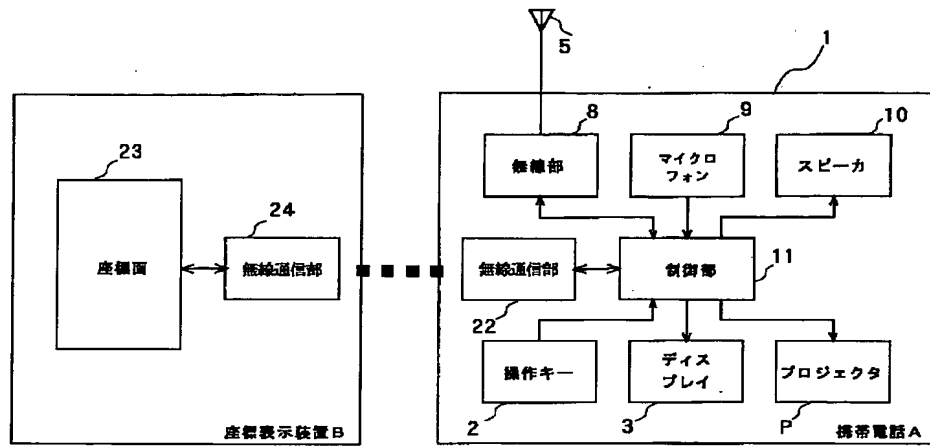 5
1
23
座標面
24
無線通信部
座標表示装置B
8
無線部
9
マイクロ
フォン
10
スピーカ
無線通信部
22
制御部
11
操作キー
2
ディス
プレイ
3
プロジェクタ
P
携帯電話A